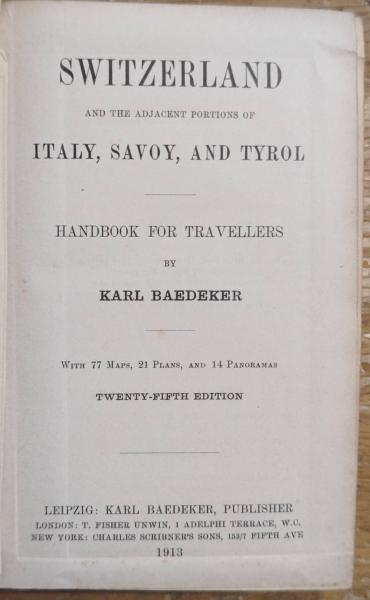 SWITZERLAND
AND THE ADJACENT PORTIONS OF
ITALY, SAVOY, AND TYROL
HANDBOOK FOR TRAVELLERS
BY
KARL BAEDEKER
WITH 77 MAPS, 21 PLANS, AND 14 PANORAMAS
TWENTY-FIFTH EDITION
LEIPZIG: KARL BAEDEKER, PUBLISHER
LONDON: T. FISHER UNWIN, 1 ADELPHI TERRACE, W.C.
NEW YORK: CHARLES SCRIBNER'S SONS, 153/7 FIFTH AVE
1913